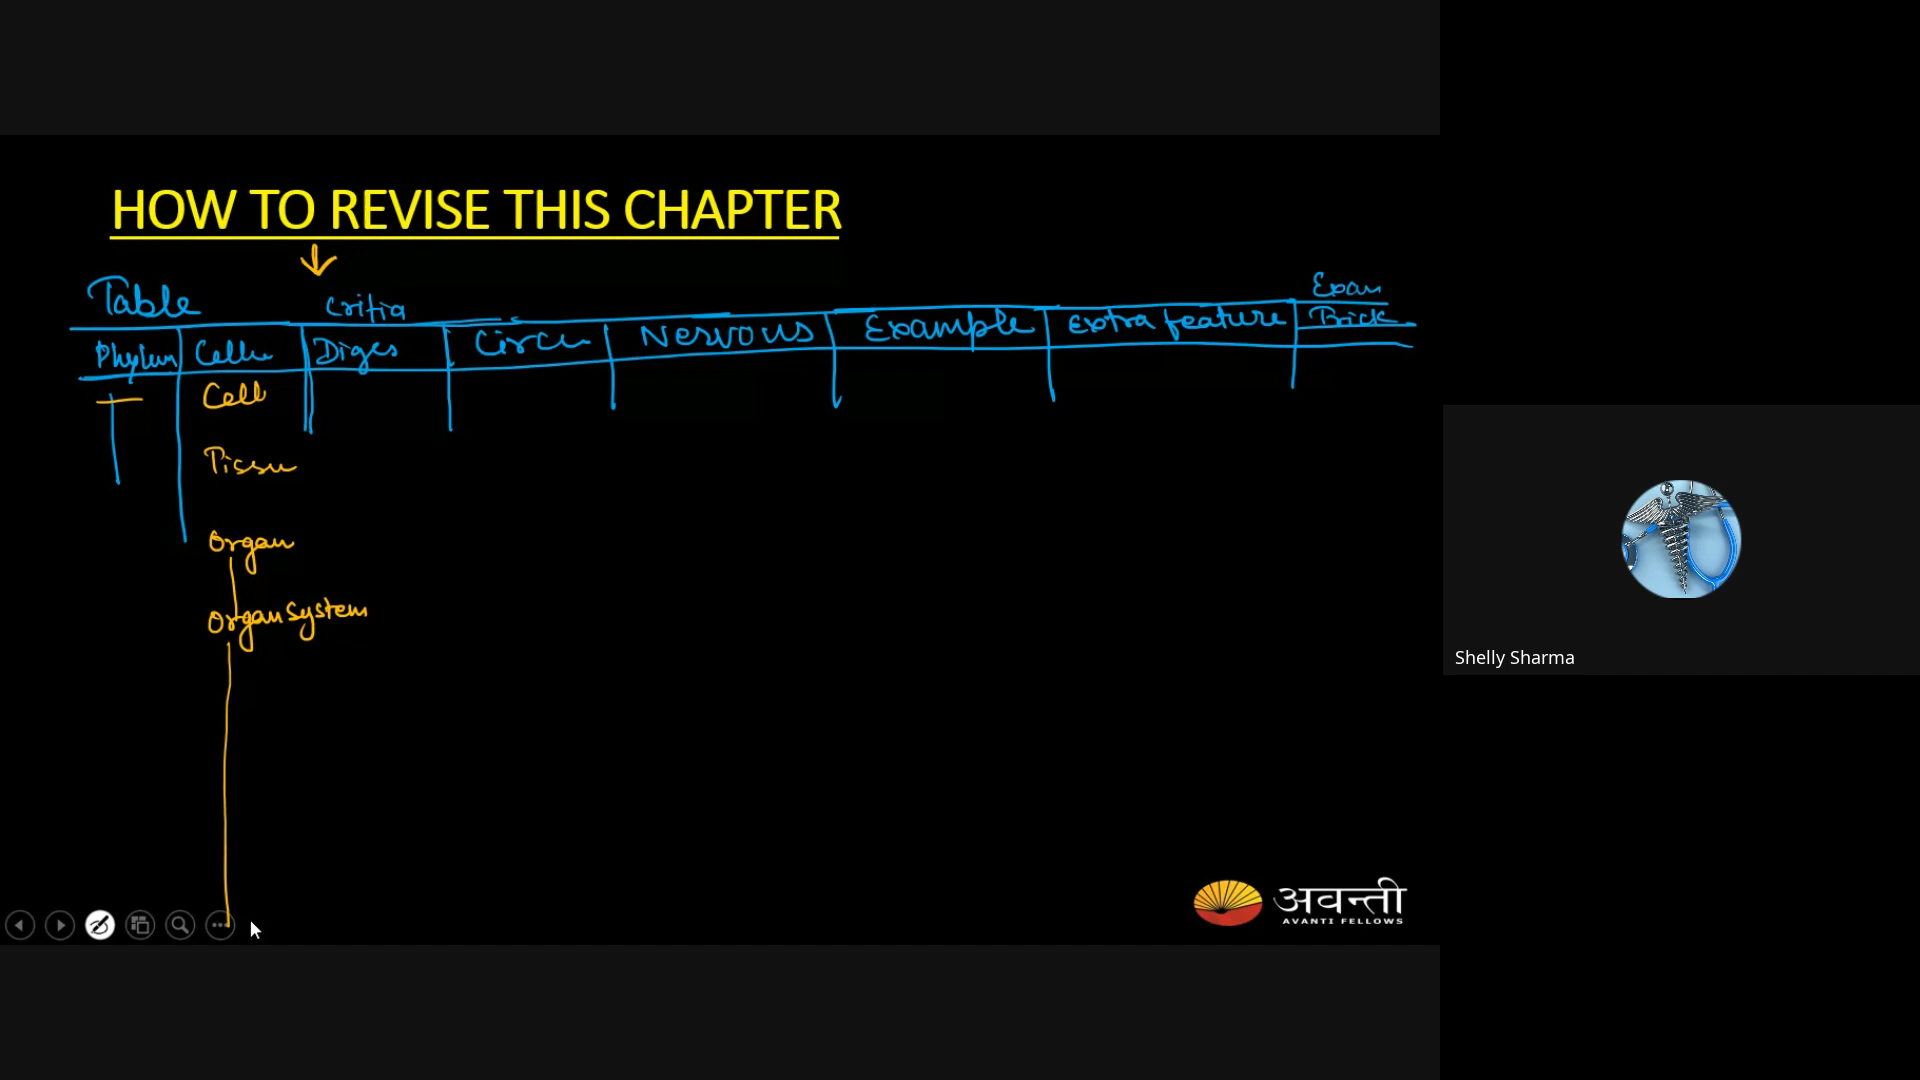 HOW TO REVISE THIS CHAPTER
Table Critia Exam
Phylum Cellu Diges Circu Nervous Example Extra feature Brick
Cell
Tissu
Organ
Organ System
Shelly Sharma
अवन्ती
AVANTI FELLOWS